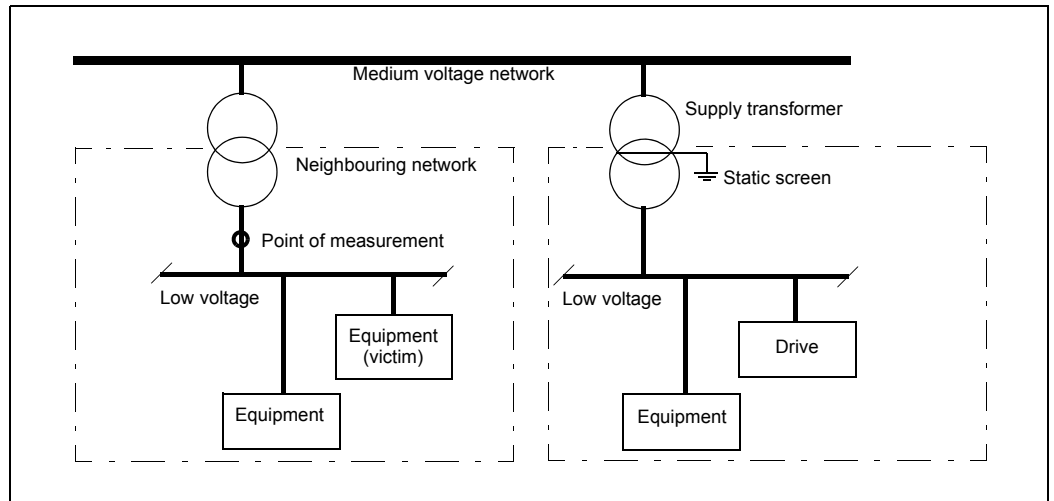 Medium voltage network
Supply transformer
Neighbouring network
Static screen
Point of measurement
Low voltage
Low voltage
Equipment
(victim)
Drive
Equipment
Equipment